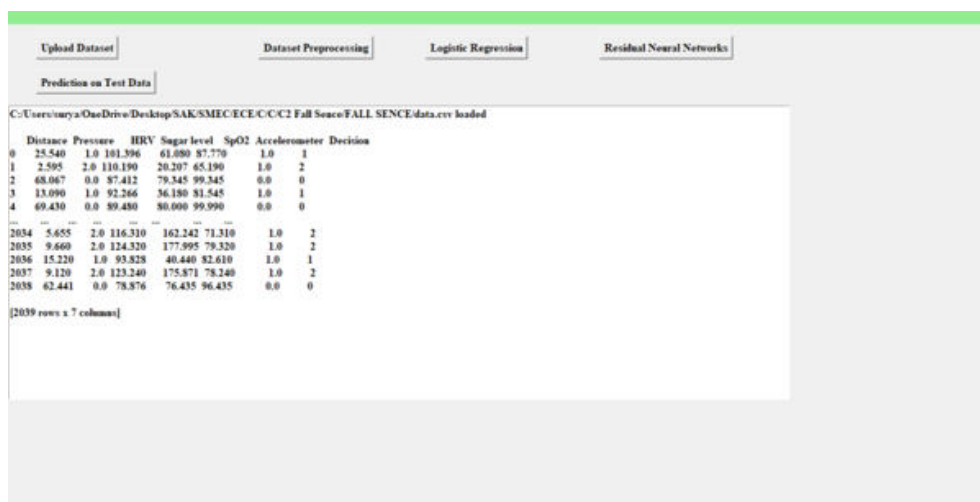 Upload Dataset Dataset Preprocessing Logistic Regression Residual Neural Networks
Prediction on Test Data
C:/Users/surya/OneDrive/Desktop/SAK/SMEC/ECE/C/C/C2 Fall Sence/FALL SENCE/data.csv loaded
Distance Pressure HRV Sugar level SpO2 Accelerometer Decision
0 25.540 1.0 101.396 61.080 87.770 1.0 1
1 2.595 2.0 110.190 20.207 65.190 1.0 2
2 68.067 0.0 87.412 79.345 99.345 0.0 0
3 13.090 1.0 92.266 36.180 81.545 1.0 1
4 69.430 0.0 89.480 80.000 99.990 0.0 0
... ... ... ... ... ... ... ...
2034 5.655 2.0 116.310 162.242 71.310 1.0 2
2035 9.660 2.0 124.320 177.995 79.320 1.0 2
2036 15.220 1.0 93.828 40.440 82.610 1.0 1
2037 9.120 2.0 123.240 175.871 78.240 1.0 2
2038 62.441 0.0 78.876 76.435 96.435 0.0 0
[2039 rows x 7 columns]